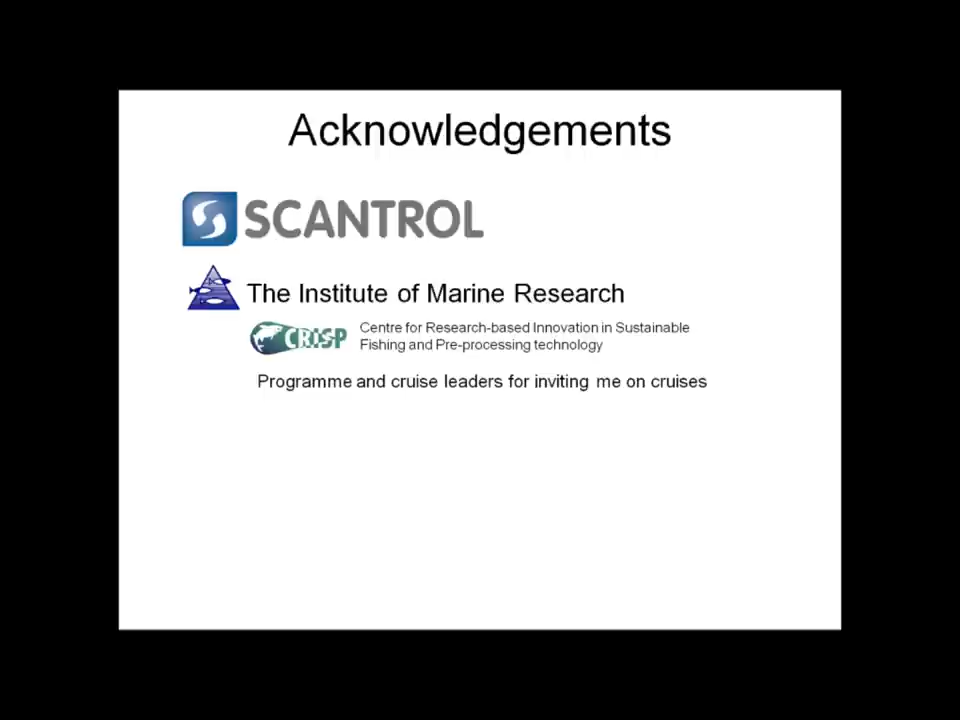 Acknowledgements
SCANTROL
The Institute of Marine Research
CRISP
Centre for Research-based Innovation in Sustainable
Fishing and Pre-processing technology
Programme and cruise leaders for inviting me on cruises